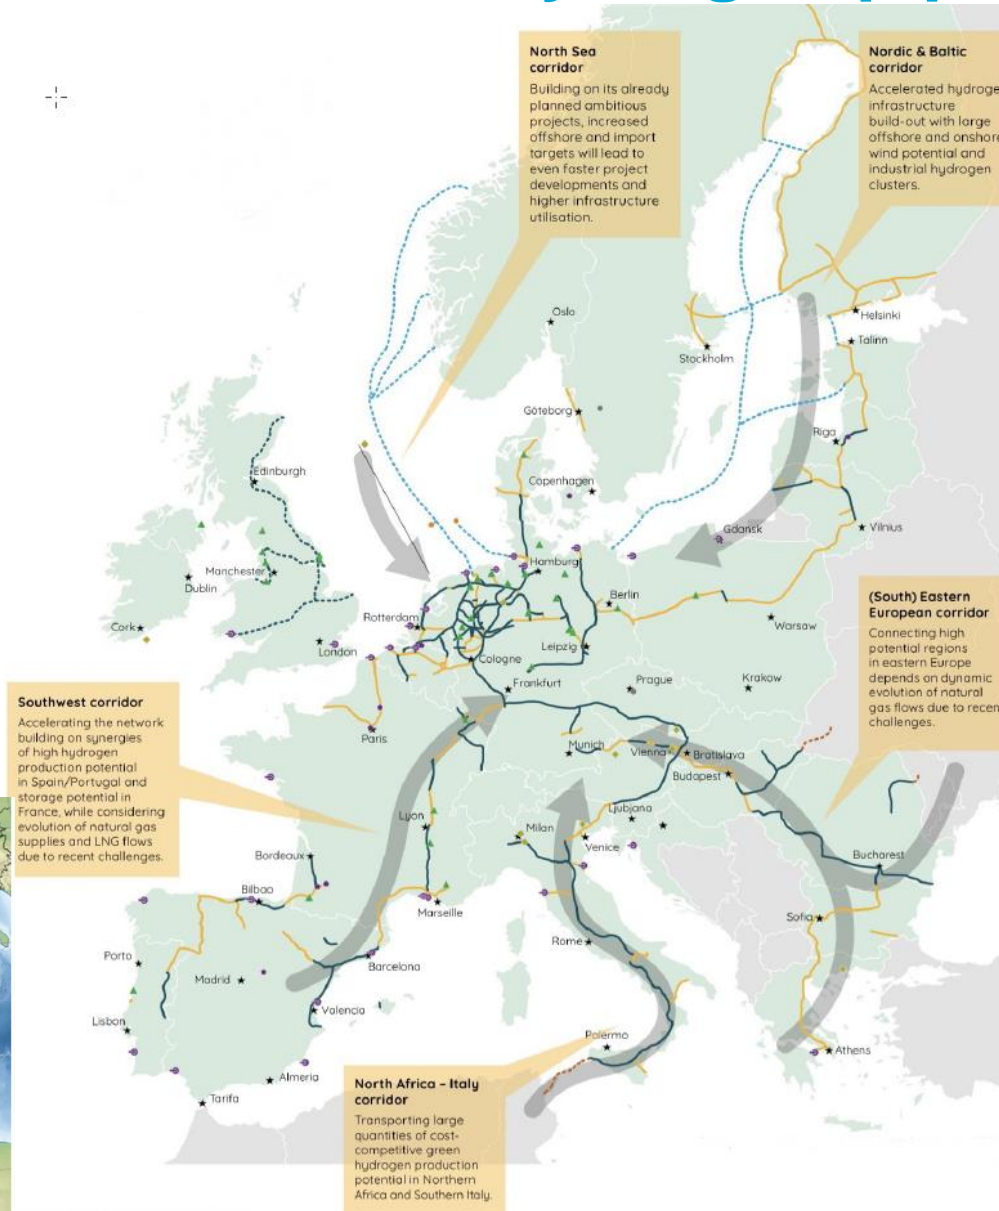 North Sea
corridor
Building on its already
planned ambitious
projects, increased
offshore and import
targets will lead to
even faster project
developments and
higher infrastructure
utilisation.
Nordic & Baltic
corridor
Accelerated hydroge
infrastructure
build-out with large
offshore and onshore
wind potential and
industrial hydrogen
clusters.
Oslo
Helsinki
Talinn
Stockholm
Göteborg
Riga
Edinburgh
Copenhagen
Gdansk
Vilnius
Manchester
Dublin
Hamburg
Berlin
Cork
Rotterdam
Warsaw
London
Leipzig
Cologne
(South) Eastern
European corridor
Connecting high
potential regions
in eastern Europe
depends on dynamic
evolution of natural
gas flows due to recent
challenges.
Frankfurt
Prague
Krakow
Southwest corridor
Accelerating the network
building on synergies
of high hydrogen
production potential
in Spain/Portugal and
storage potential in
France, while considering
evolution of natural gas
supplies and LNG flows
due to recent challenges.
Paris
Munich
Vienna
Bratislava
Budapest
Lyon
Milan
Ljubjana
Venice
Bordeaux
Bucharest
Bilbao
Marseille
Sofia
Rome
Porto
Barcelona
Madrid
Valencia
Lisbon
Palermo
Athens
Almeria
Tarifa
North Africa – Italy
corridor
Transporting large
quantities of cost-
competitive green
hydrogen production
potential in Northern
Africa and Southern Italy.